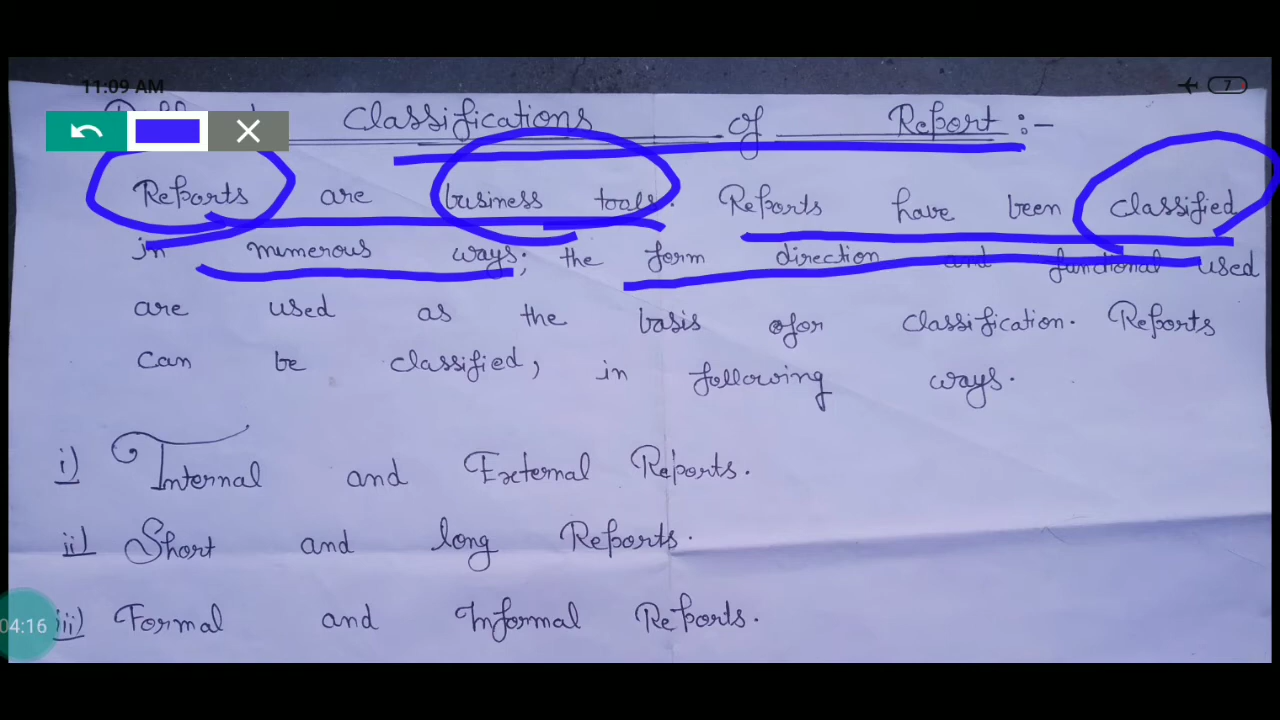 11:09 AM
7
Classifications of Report :-
Reports are business tools. Reports have been classified
in numerous ways; the form direction and functional used
are used as the basis ofor classification. Reports
Can be classified, in following ways.
i) Internal and External Reports.
ii) Short and long Reports.
iii) Formal and Informal Reports.
04:16